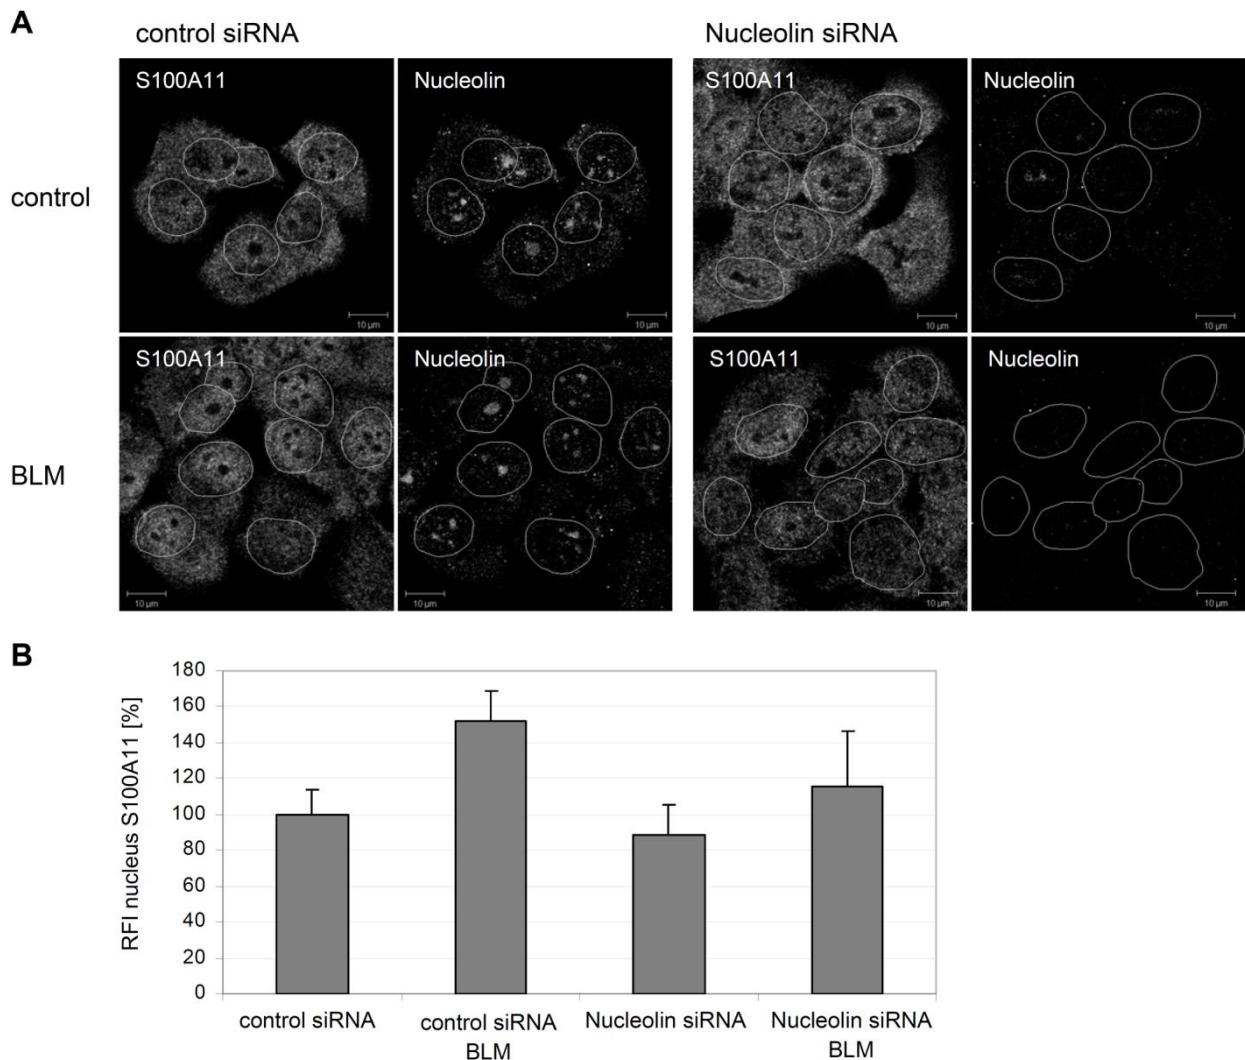 A
control siRNA
Nucleolin siRNA
S100A11
Nucleolin
S100A11
Nucleolin
control
10 µm
10 µm
10 µm
10 µm
S100A11
Nucleolin
S100A11
Nucleolin
BLM
10 µm
10 µm
10 µm
10 µm
B
RFI nucleus S100A11 [%]
180
160
140
120
100
80
60
40
20
0
control siRNA
control siRNA
BLM
Nucleolin siRNA
Nucleolin siRNA
BLM